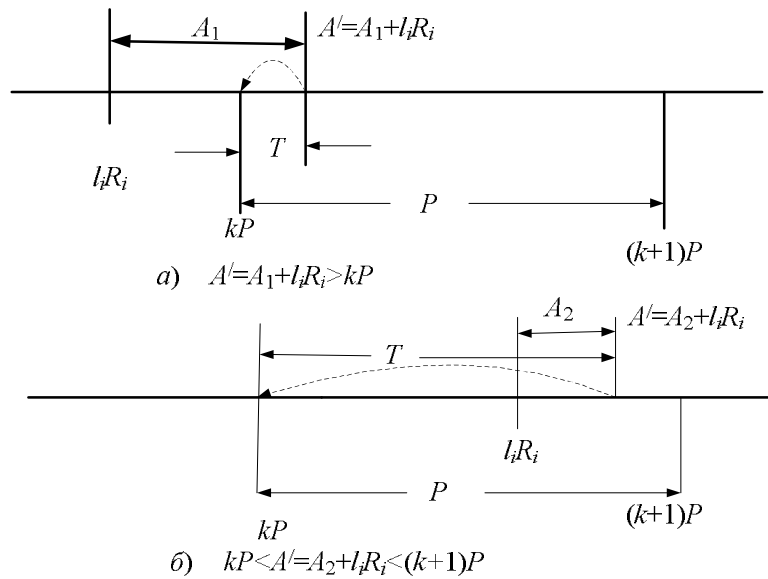 A₁ A′=A₁+lᵢRᵢ
T
lᵢRᵢ
P
kP
(k+1)P
а) A′=A₁+lᵢRᵢ>kP
A₂ A′=A₂+lᵢRᵢ
T
lᵢRᵢ
P
kP (k+1)P
б) kP<A′=A₂+lᵢRᵢ<(k+1)P